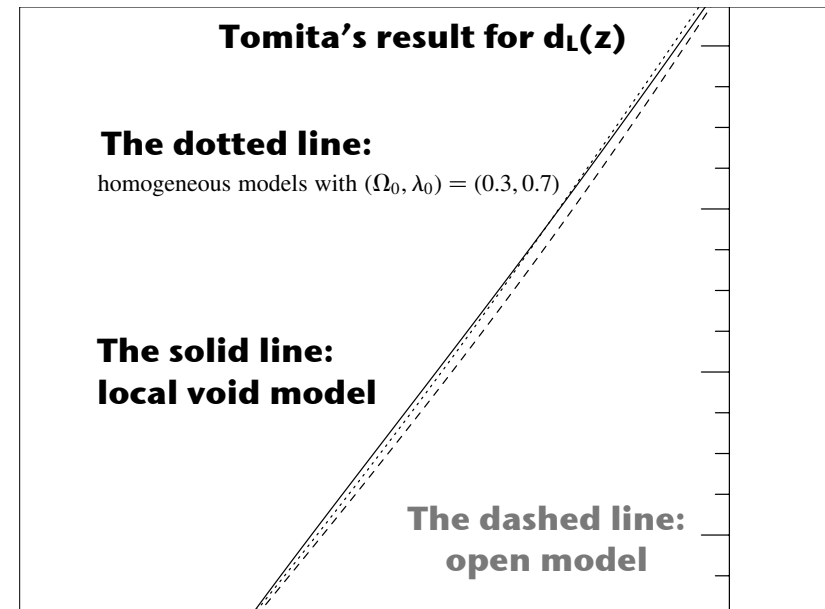 Tomita's result for dL(z)
The dotted line:
homogeneous models with (Ω₀, λ₀) = (0.3, 0.7)
The solid line:
local void model
The dashed line:
open model